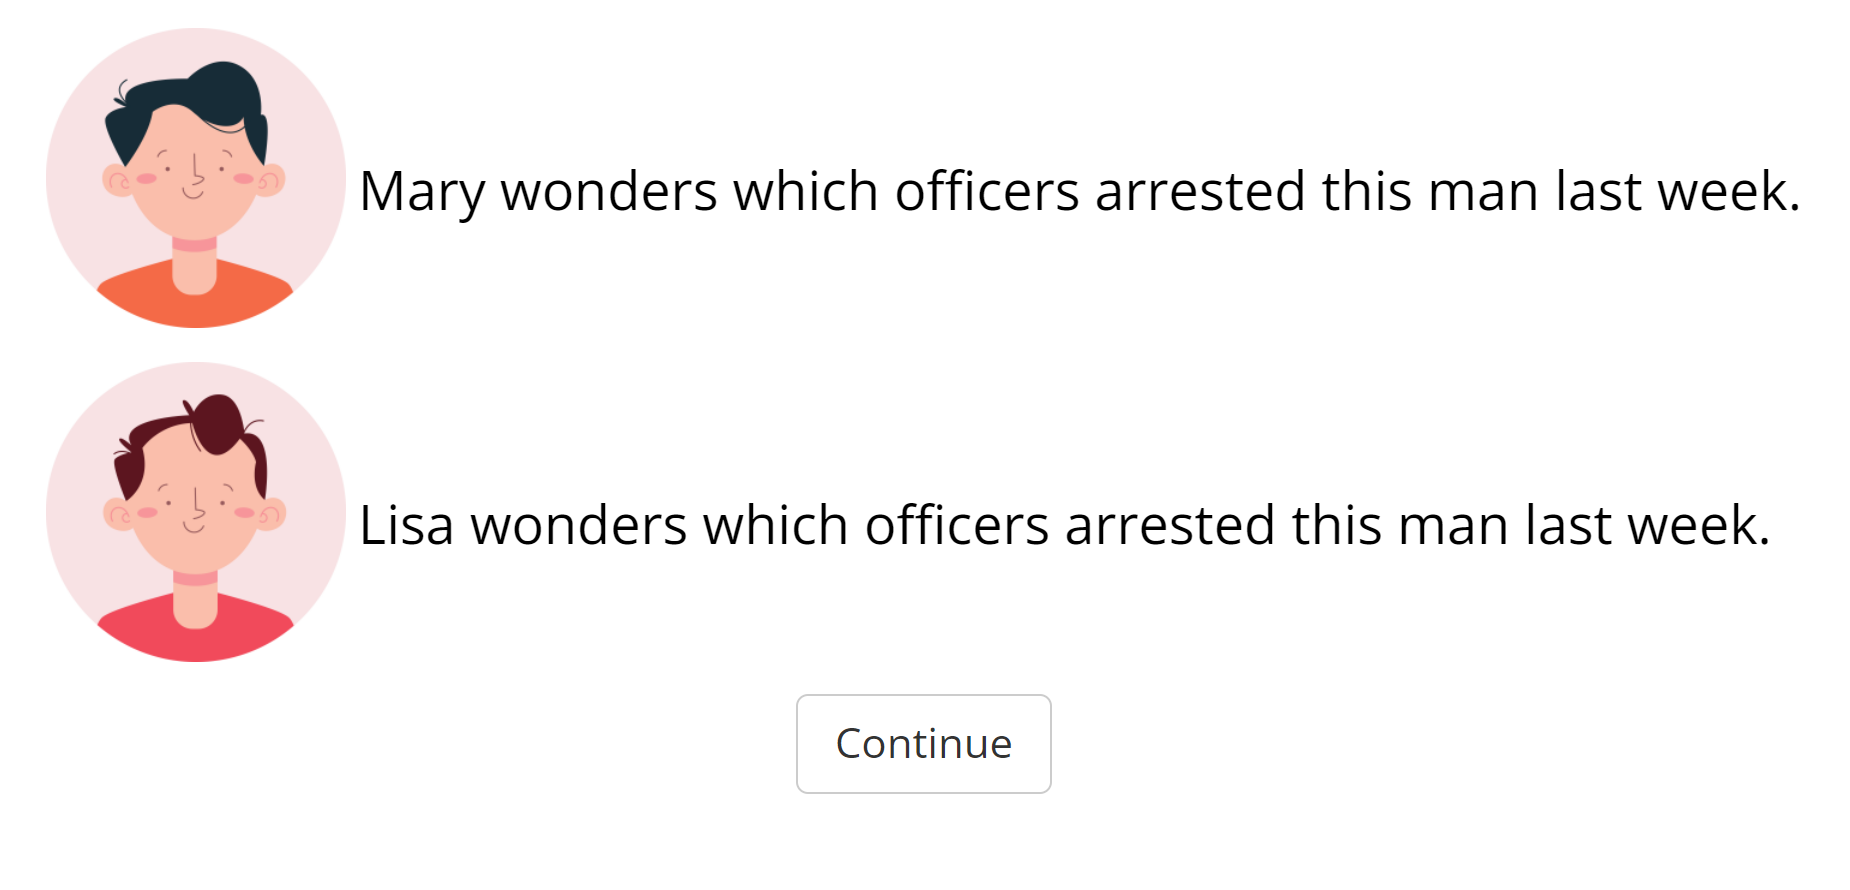 Mary wonders which officers arrested this man last week.
Lisa wonders which officers arrested this man last week.
Continue